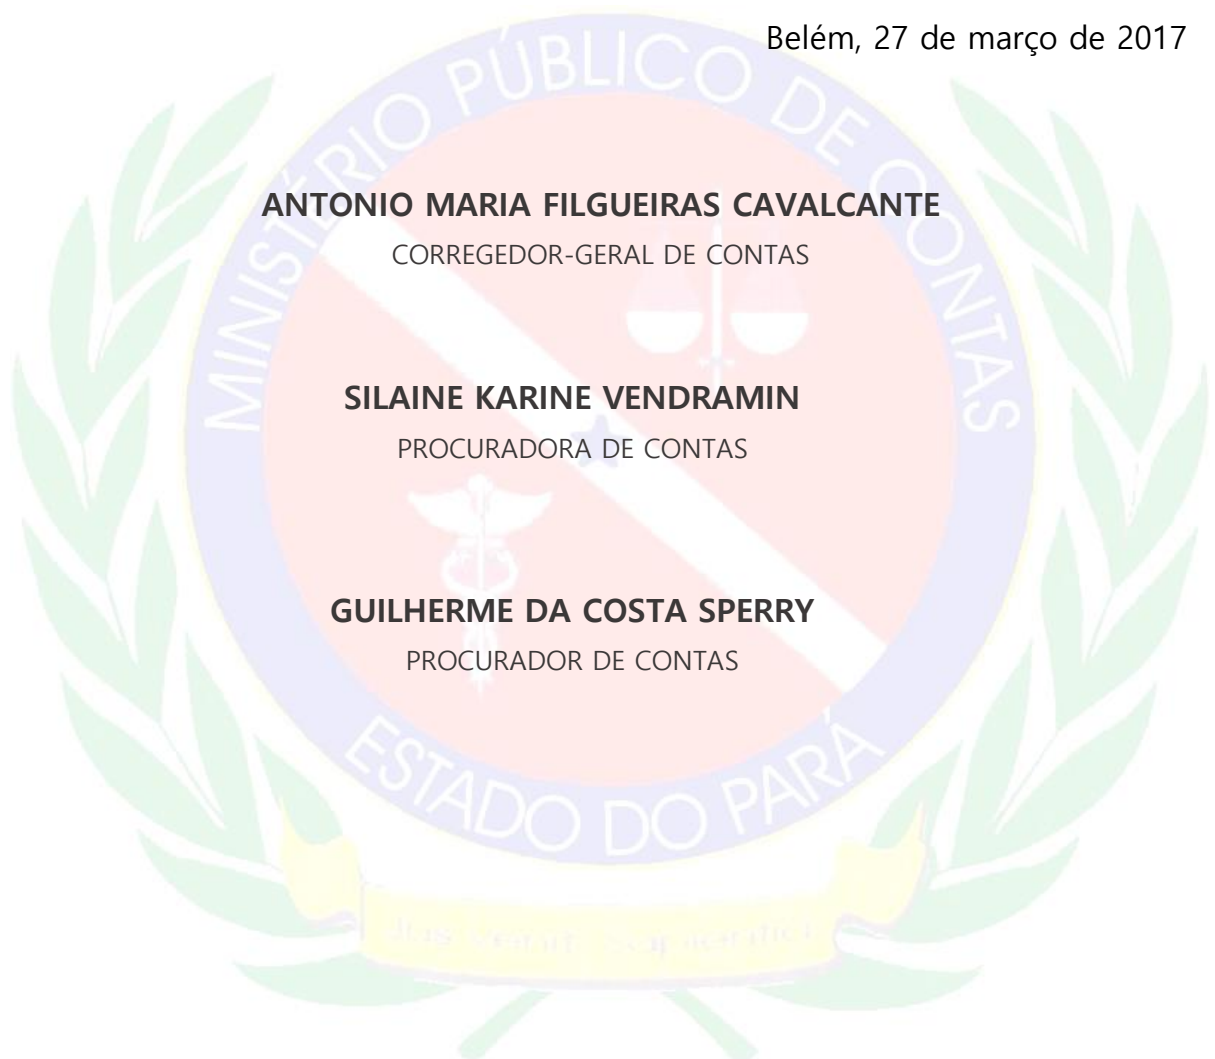 Belém, 27 de março de 2017
MINISTÉRIO PÚBLICO DE CONTAS
ANTONIO MARIA FILGUEIRAS CAVALCANTE
CORREGEDOR-GERAL DE CONTAS
SILAINE KARINE VENDRAMIN
PROCURADORA DE CONTAS
GUILHERME DA COSTA SPERRY
PROCURADOR DE CONTAS
ESTADO DO PARÁ